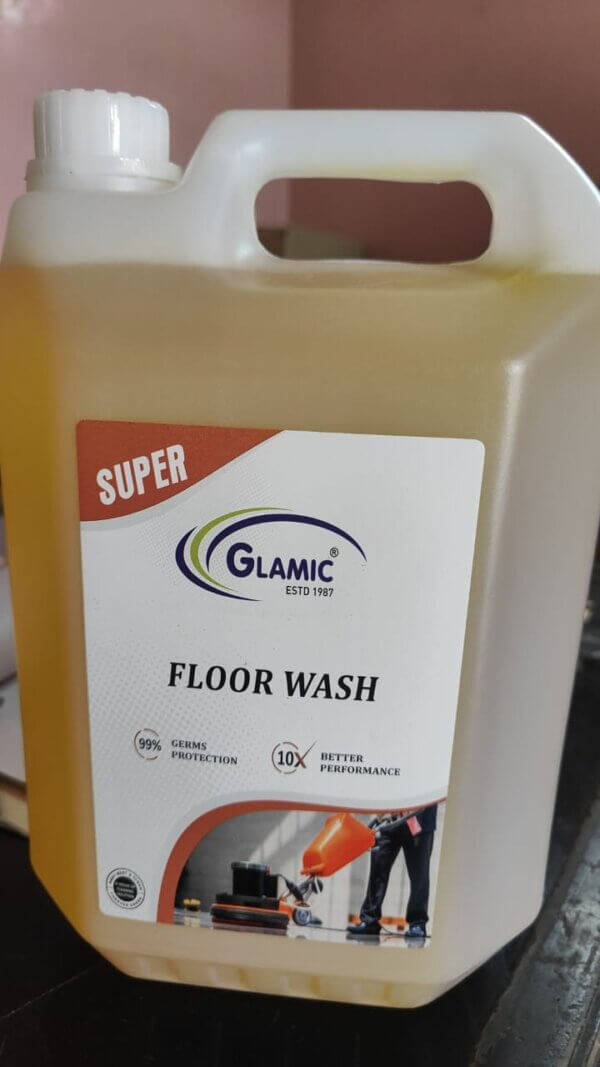 SUPER
GLAMIC®
ESTD 1987
FLOOR WASH
99% GERMS
PROTECTION
10X BETTER
PERFORMANCE